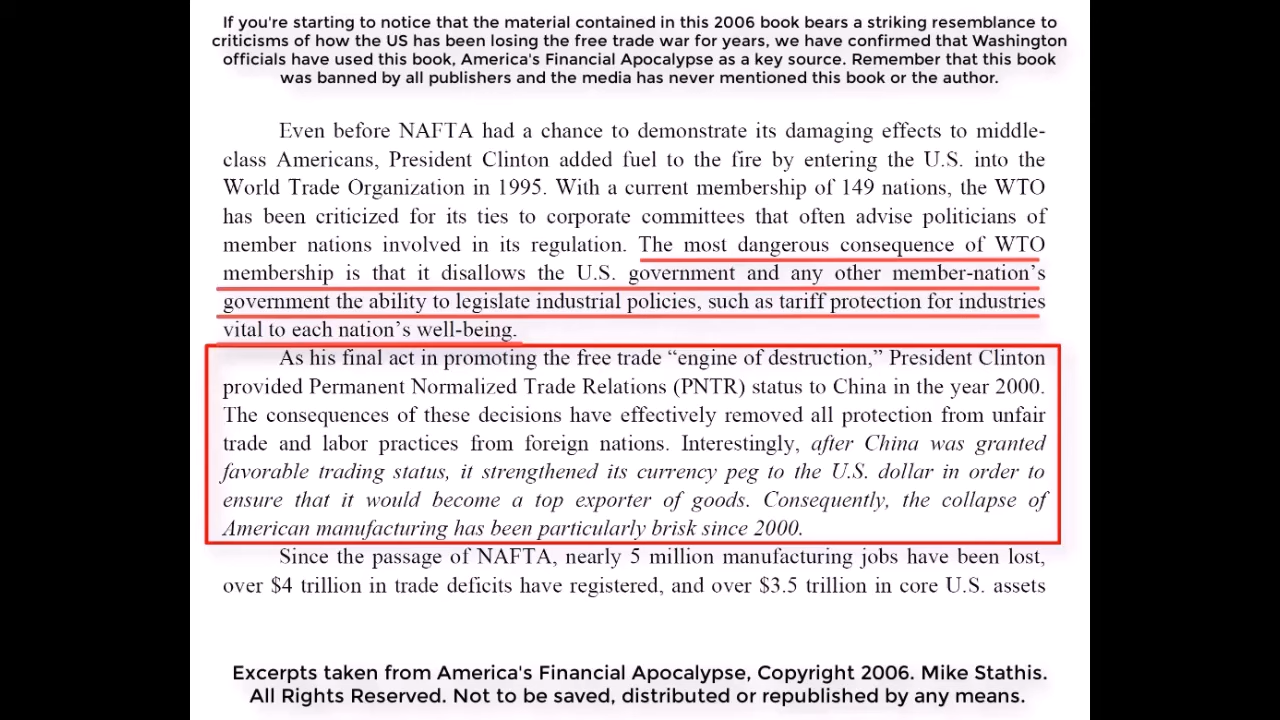 If you're starting to notice that the material contained in this 2006 book bears a striking resemblance to
criticisms of how the US has been losing the free trade war for years, we have confirmed that Washington
officials have used this book, America's Financial Apocalypse as a key source. Remember that this book
was banned by all publishers and the media has never mentioned this book or the author.
Even before NAFTA had a chance to demonstrate its damaging effects to middle-
class Americans, President Clinton added fuel to the fire by entering the U.S. into the
World Trade Organization in 1995. With a current membership of 149 nations, the WTO
has been criticized for its ties to corporate committees that often advise politicians of
member nations involved in its regulation. The most dangerous consequence of WTO
membership is that it disallows the U.S. government and any other member-nation's
government the ability to legislate industrial policies, such as tariff protection for industries
vital to each nation's well-being.
As his final act in promoting the free trade “engine of destruction,” President Clinton
provided Permanent Normalized Trade Relations (PNTR) status to China in the year 2000.
The consequences of these decisions have effectively removed all protection from unfair
trade and labor practices from foreign nations. Interestingly, after China was granted
favorable trading status, it strengthened its currency peg to the U.S. dollar in order to
ensure that it would become a top exporter of goods. Consequently, the collapse of
American manufacturing has been particularly brisk since 2000.
Since the passage of NAFTA, nearly 5 million manufacturing jobs have been lost,
over $4 trillion in trade deficits have registered, and over $3.5 trillion in core U.S. assets
Excerpts taken from America's Financial Apocalypse, Copyright 2006. Mike Stathis.
All Rights Reserved. Not to be saved, distributed or republished by any means.